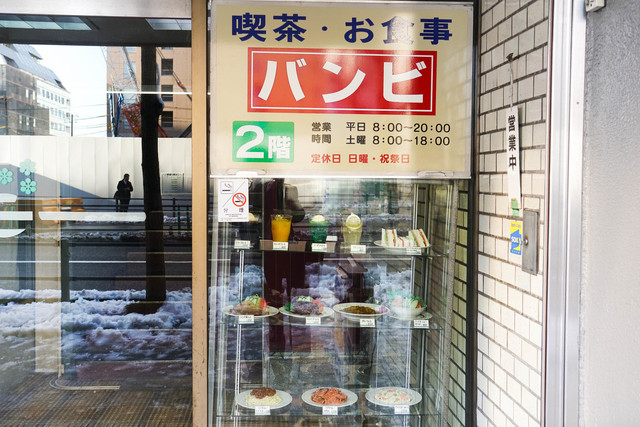 喫茶・お食事
バンビ
2階
営業 平日 8:00〜20:00
時間 土曜 8:00〜18:00
定休日 日曜・祝祭日
営業中